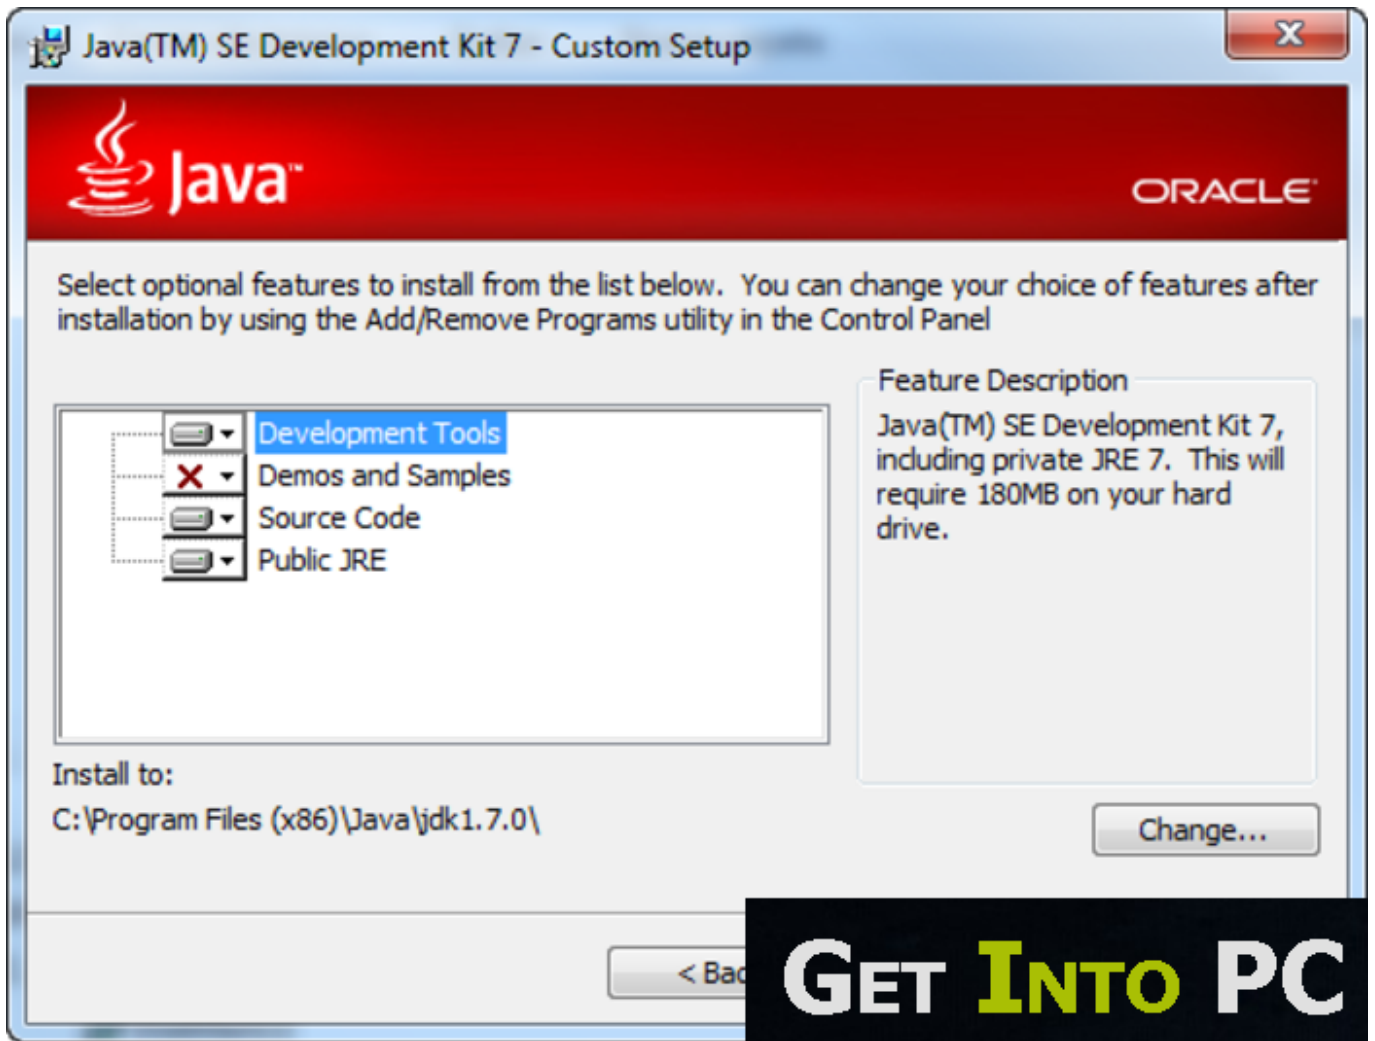 Java(TM) SE Development Kit 7 - Custom Setup
Java™
ORACLE
Select optional features to install from the list below. You can change your choice of features after
installation by using the Add/Remove Programs utility in the Control Panel
Development Tools
Demos and Samples
Source Code
Public JRE
Feature Description
Java(TM) SE Development Kit 7,
including private JRE 7. This will
require 180MB on your hard
drive.
Install to:
C:\Program Files (x86)\Java\jdk1.7.0\
Change...
< Bac
GET INTO PC